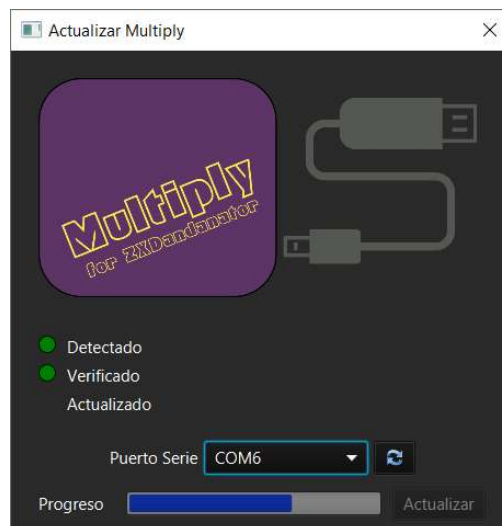 Actualizar Multiply
Multiply
for ZXDandanator
Detectado
Verificado
Actualizado
Puerto Serie COM6
Progreso Actualizar